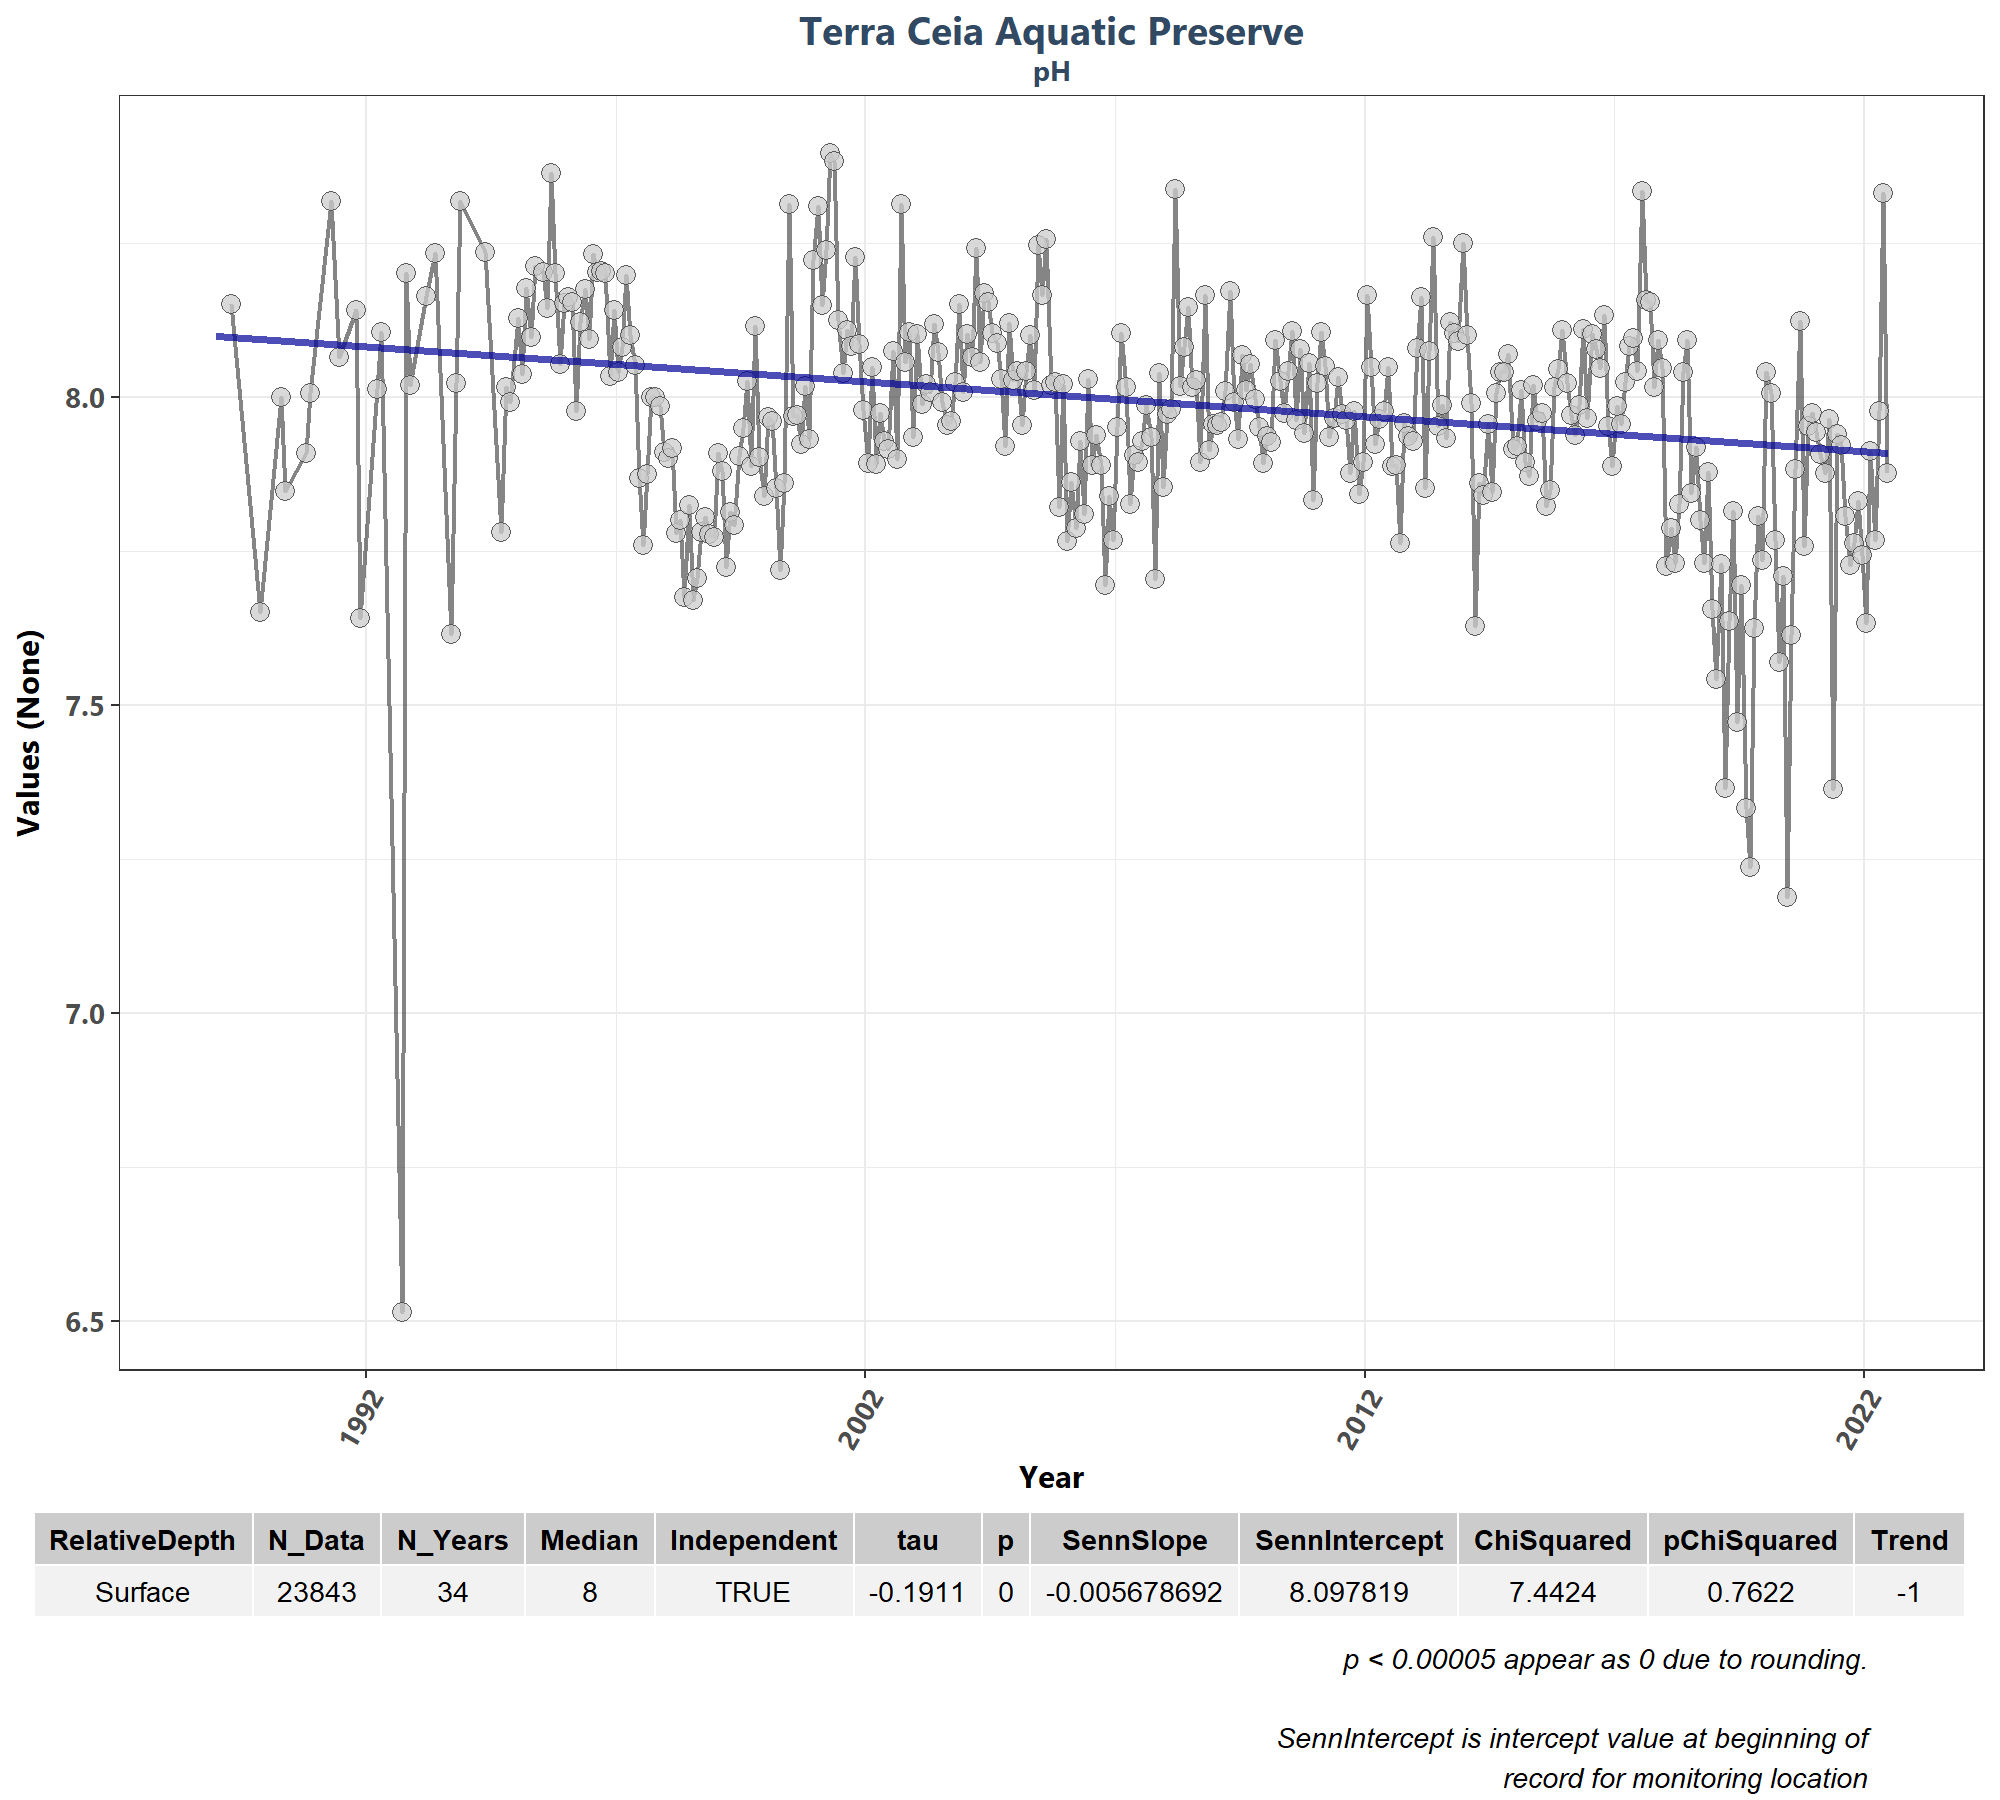 Terra Ceia Aquatic Preserve
pH
Values (None)
8.0
7.5
7.0
6.5
1992
2002
2012
2022
Year
RelativeDepth N_Data N_Years Median Independent tau p SennSlope SennIntercept ChiSquared pChiSquared Trend
Surface 23843 34 8 TRUE -0.1911 0 -0.005678692 8.097819 7.4424 0.7622 -1
p < 0.00005 appear as 0 due to rounding.
SennIntercept is intercept value at beginning of
record for monitoring location